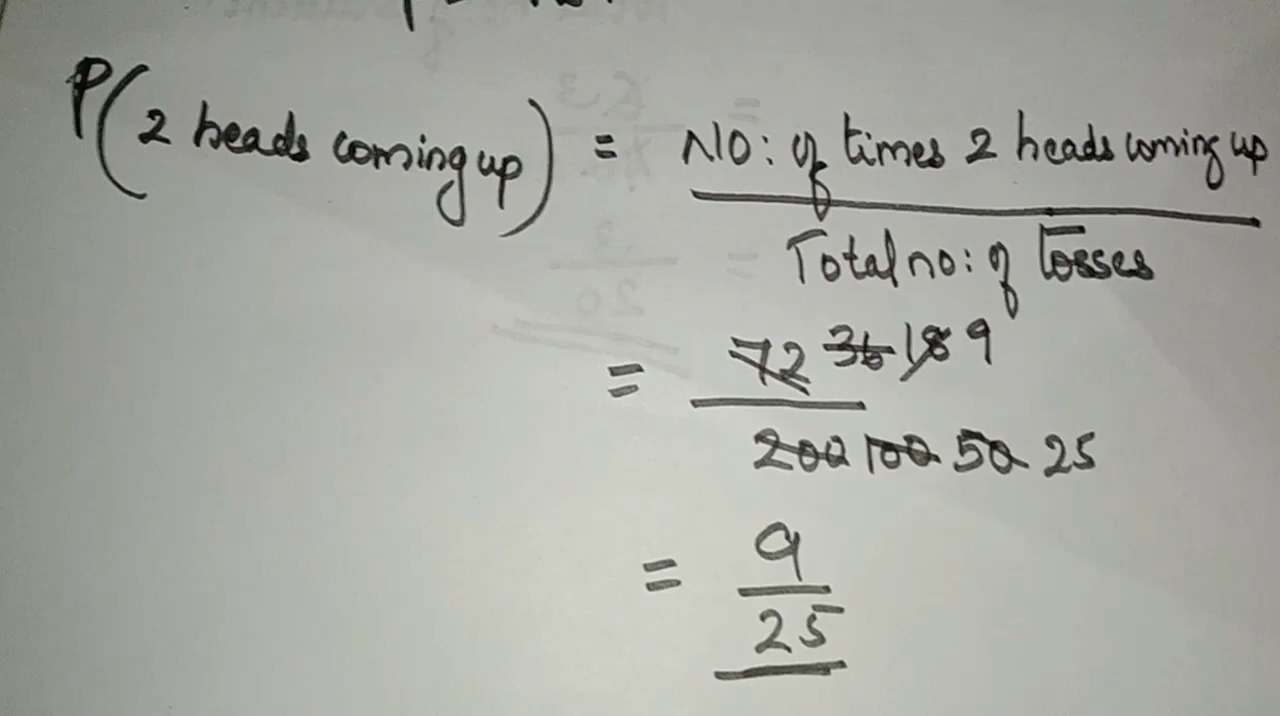 P(2 heads coming up) = NO: of times 2 heads coming up
Total no: of Tosses
= 72 36 18 9
200 100 50 25
= 9
25